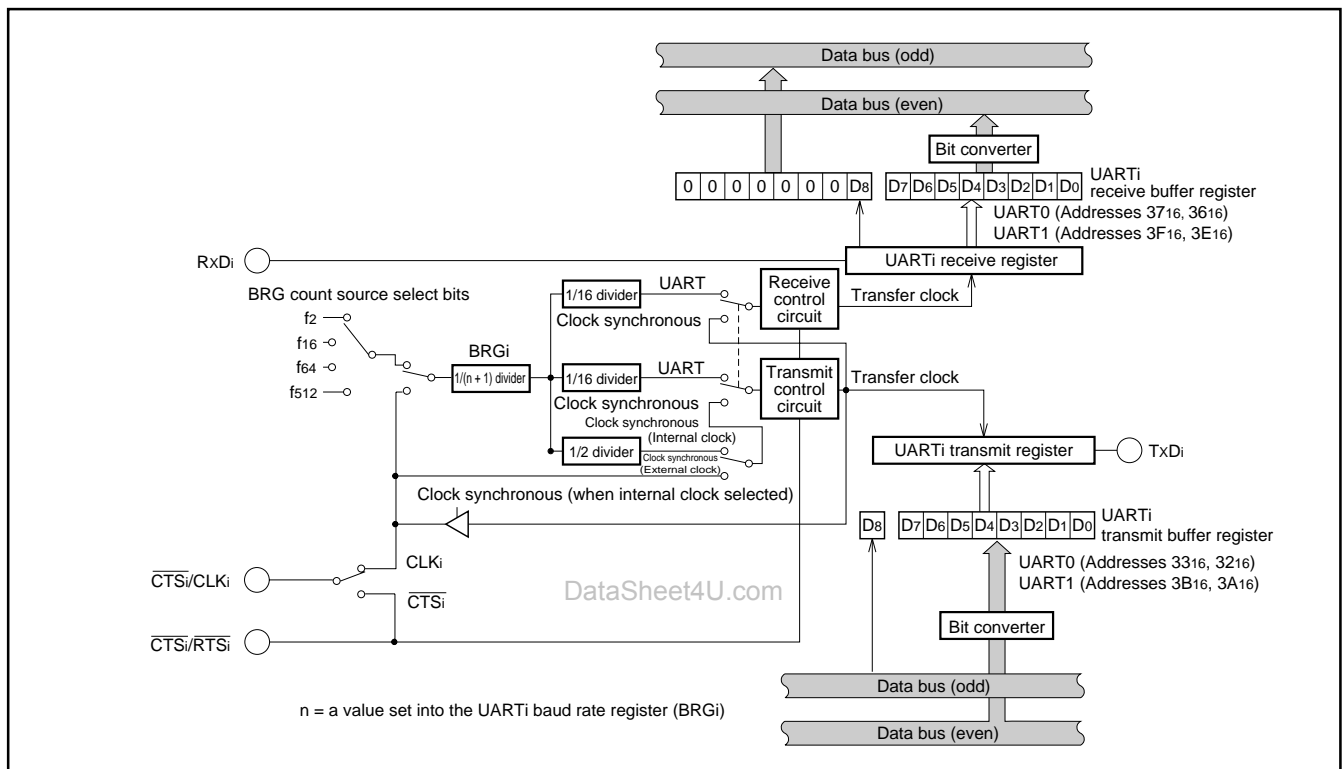 Data bus (odd)
Data bus (even)
Bit converter
0 0 0 0 0 0 0 D8
D7 D6 D5 D4 D3 D2 D1 D0
UARTi
receive buffer register
UART0 (Addresses 3716, 3616)
UART1 (Addresses 3F16, 3E16)
RxDi
UARTi receive register
BRG count source select bits
f2
f16
f64
f512
BRGi
1/(n + 1) divider
1/16 divider
UART
Clock synchronous
Receive
control
circuit
Transfer clock
1/16 divider
UART
Clock synchronous
Transmit
control
circuit
Transfer clock
Clock synchronous
(Internal clock)
1/2 divider
Clock synchronous
(External clock)
UARTi transmit register
TxDi
Clock synchronous (when internal clock selected)
D8
D7 D6 D5 D4 D3 D2 D1 D0
UARTi
transmit buffer register
UART0 (Addresses 3316, 3216)
UART1 (Addresses 3B16, 3A16)
CTSi/CLKi
CLKi
CTSi
DataSheet4U.com
CTSi/RTSi
Bit converter
Data bus (odd)
Data bus (even)
n = a value set into the UARTi baud rate register (BRGi)